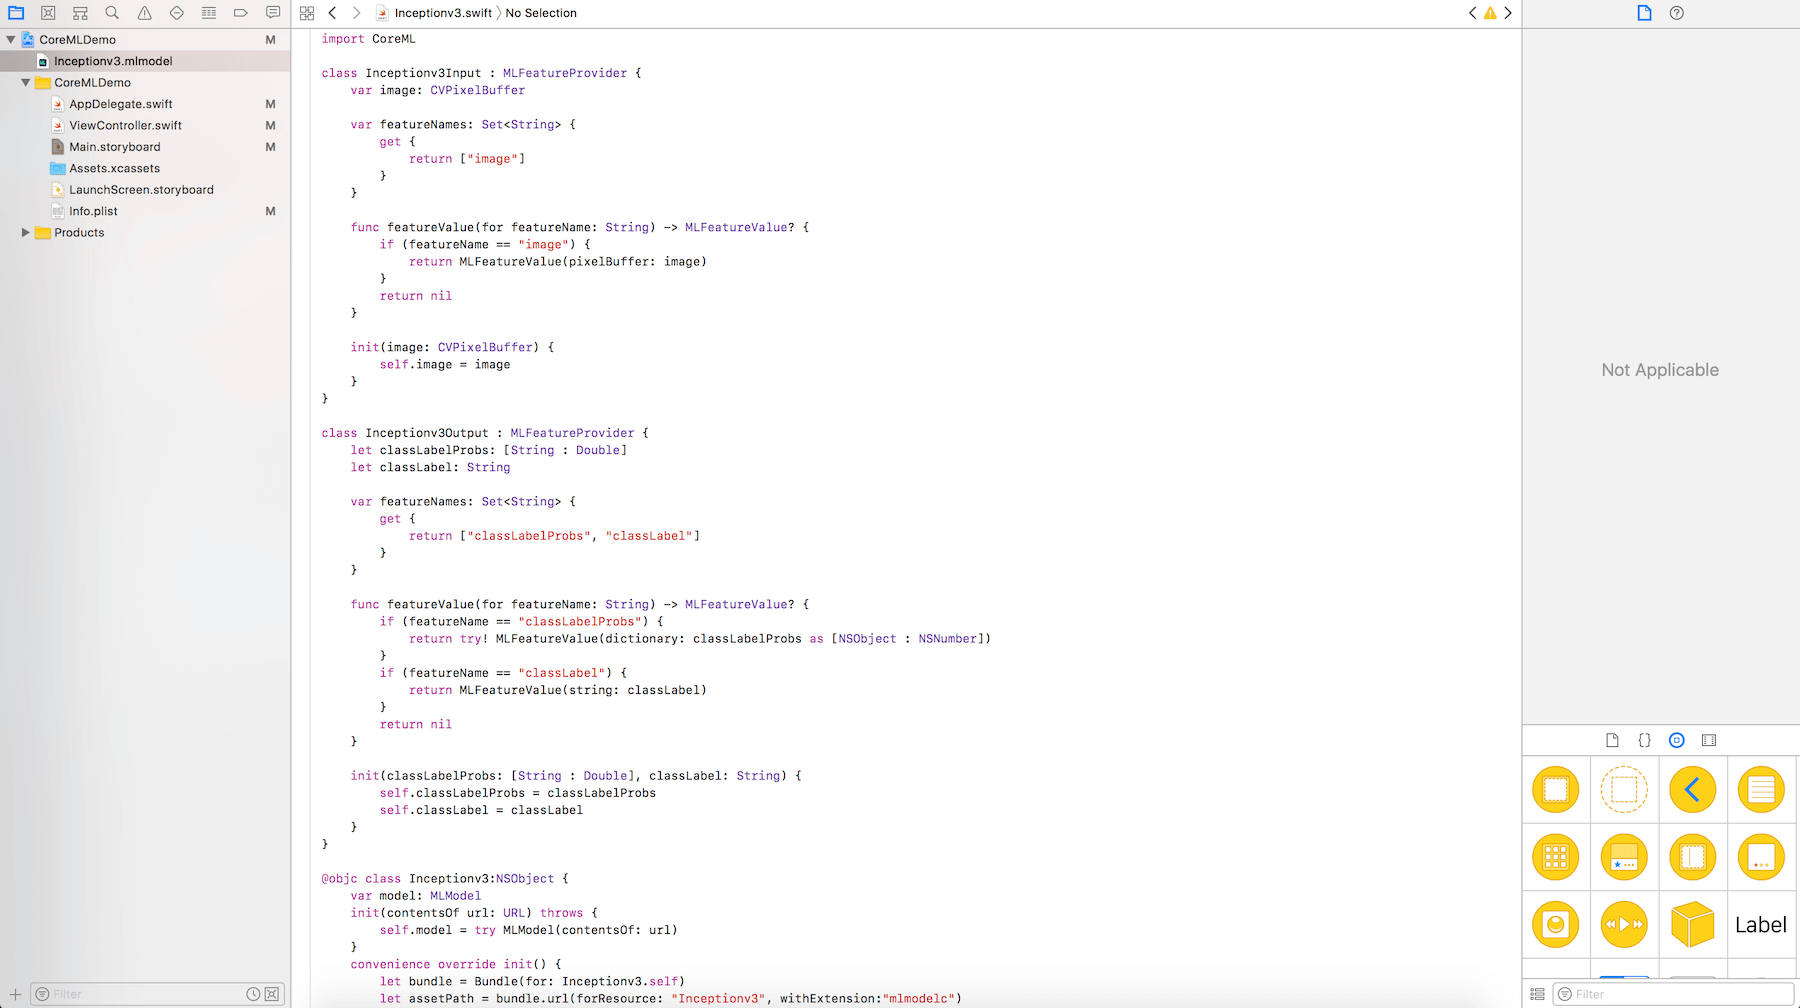 Inceptionv3.swift 〉 No Selection
CoreMLDemo M
Inceptionv3.mlmodel
CoreMLDemo
AppDelegate.swift M
ViewController.swift M
Main.storyboard M
Assets.xcassets
LaunchScreen.storyboard
Info.plist M
Products
Filter
import CoreML
class Inceptionv3Input : MLFeatureProvider {
    var image: CVPixelBuffer
    var featureNames: Set<String> {
        get {
            return ["image"]
        }
    }
    func featureValue(for featureName: String) -> MLFeatureValue? {
        if (featureName == "image") {
            return MLFeatureValue(pixelBuffer: image)
        }
        return nil
    }
    init(image: CVPixelBuffer) {
        self.image = image
    }
}
class Inceptionv3Output : MLFeatureProvider {
    let classLabelProbs: [String : Double]
    let classLabel: String
    var featureNames: Set<String> {
        get {
            return ["classLabelProbs", "classLabel"]
        }
    }
    func featureValue(for featureName: String) -> MLFeatureValue? {
        if (featureName == "classLabelProbs") {
            return try! MLFeatureValue(dictionary: classLabelProbs as [NSObject : NSNumber])
        }
        if (featureName == "classLabel") {
            return MLFeatureValue(string: classLabel)
        }
        return nil
    }
    init(classLabelProbs: [String : Double], classLabel: String) {
        self.classLabelProbs = classLabelProbs
        self.classLabel = classLabel
    }
}
@objc class Inceptionv3:NSObject {
    var model: MLModel
    init(contentsOf url: URL) throws {
        self.model = try MLModel(contentsOf: url)
    }
    convenience override init() {
        let bundle = Bundle(for: Inceptionv3.self)
        let assetPath = bundle.url(forResource: "Inceptionv3", withExtension:"mlmodelc")
Not Applicable
{}
Label
Filter